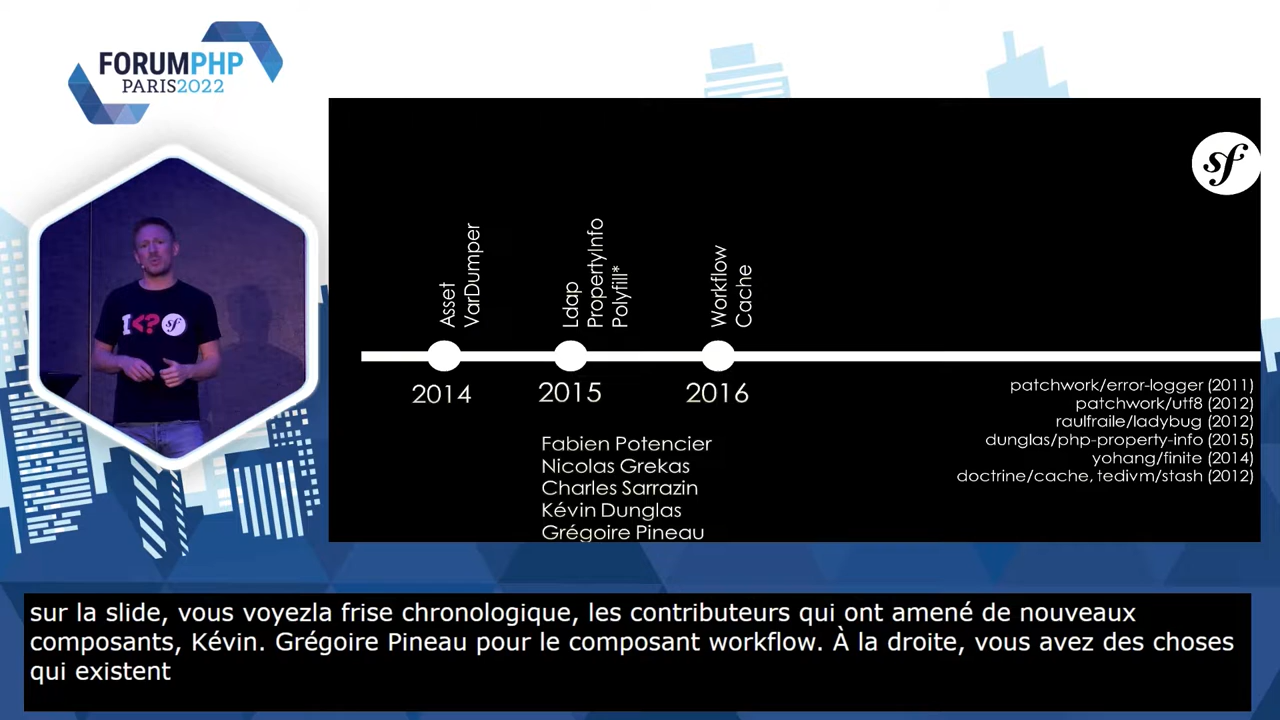 FORUMPHP
PARIS2022
sf
I <? sf
Asset
VarDumper
Ldap
PropertyInfo
Polyfill*
Workflow
Cache
2014
2015
2016
Fabien Potencier
Nicolas Grekas
Charles Sarrazin
Kévin Dunglas
Grégoire Pineau
patchwork/error-logger (2011)
patchwork/utf8 (2012)
raulfraile/ladybug (2012)
dunglas/php-property-info (2015)
yohang/finite (2014)
doctrine/cache, tedivm/stash (2012)
sur la slide, vous voyezla frise chronologique, les contributeurs qui ont amené de nouveaux
composants, Kévin. Grégoire Pineau pour le composant workflow. À la droite, vous avez des choses
qui existent